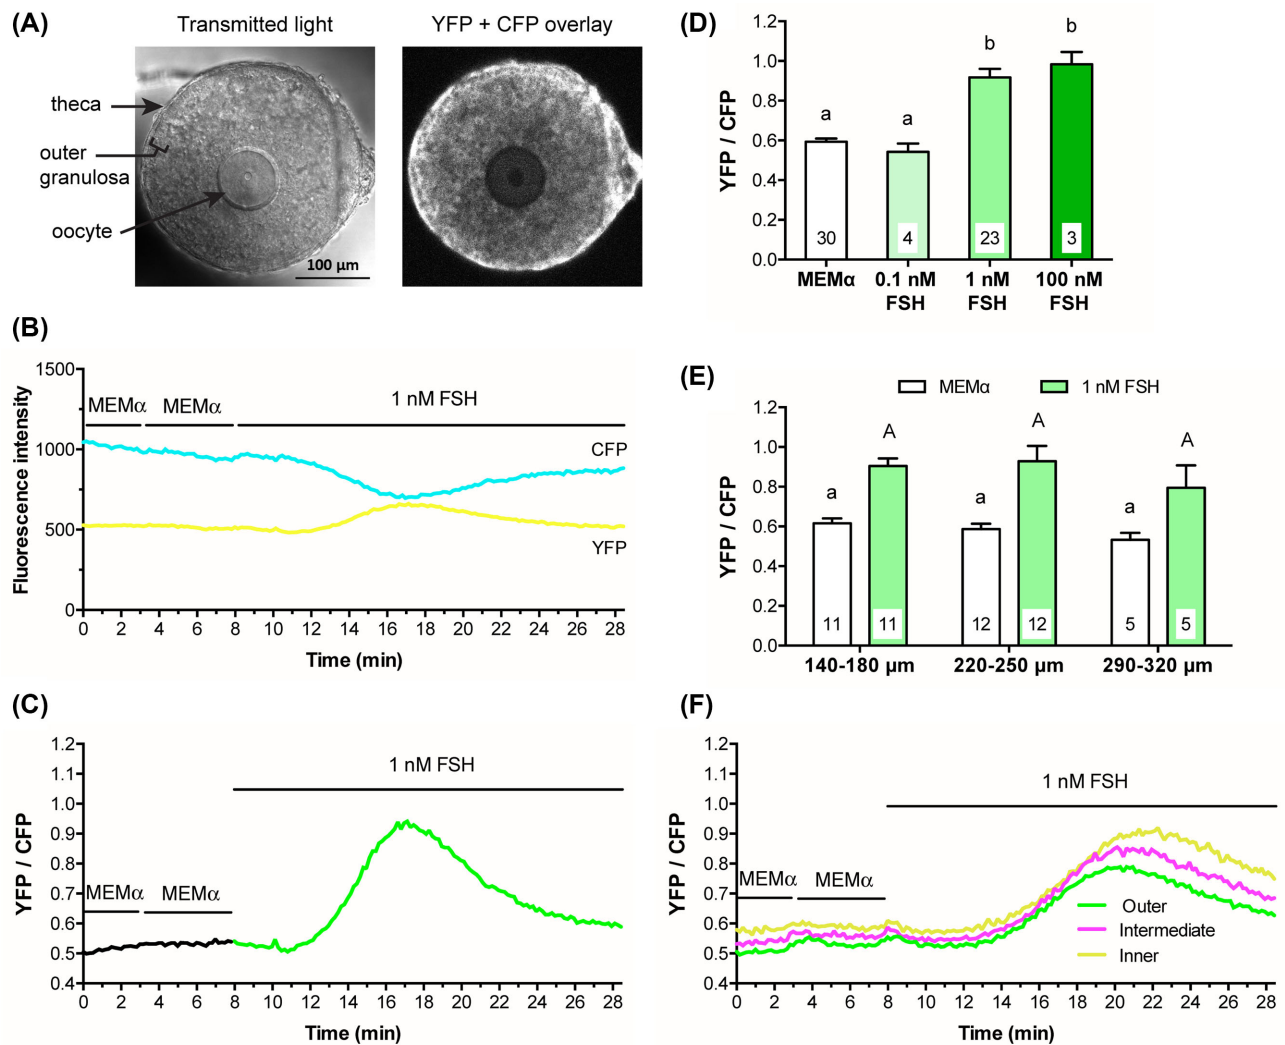 (A)
Transmitted light
YFP + CFP overlay
theca
outer
granulosa
oocyte
100 µm
(B)
Fluorescence intensity
1500
1000
500
0
MEMα
MEMα
1 nM FSH
CFP
YFP
0 2 4 6 8 10 12 14 16 18 20 22 24 26 28
Time (min)
(C)
YFP / CFP
1.2
1.1
1.0
0.9
0.8
0.7
0.6
0.5
0.4
1 nM FSH
MEMα
MEMα
0 2 4 6 8 10 12 14 16 18 20 22 24 26 28
Time (min)
(D)
YFP / CFP
1.2
1.0
0.8
0.6
0.4
0.2
0.0
a
a
b
b
30
4
23
3
MEMα
0.1 nM
FSH
1 nM
FSH
100 nM
FSH
(E)
MEMα
1 nM FSH
YFP / CFP
1.2
1.0
0.8
0.6
0.4
0.2
0.0
a
A
a
A
a
A
11
11
12
12
5
5
140-180 µm
220-250 µm
290-320 µm
(F)
YFP / CFP
1.2
1.1
1.0
0.9
0.8
0.7
0.6
0.5
0.4
1 nM FSH
MEMα
MEMα
Outer
Intermediate
Inner
0 2 4 6 8 10 12 14 16 18 20 22 24 26 28
Time (min)